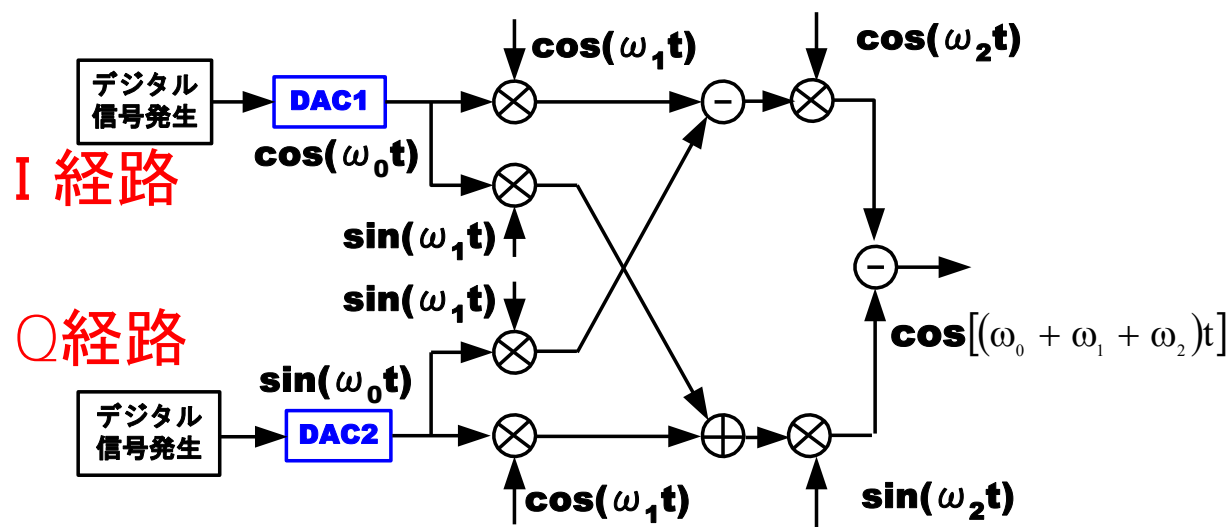 cos(ω₁t)
cos(ω₂t)
デジタル
信号発生
DAC1
cos(ω₀t)
I 経路
-
sin(ω₁t)
sin(ω₁t)
-
Q経路
cos[(ω₀ + ω₁ + ω₂)t]
sin(ω₀t)
デジタル
信号発生
DAC2
cos(ω₁t)
sin(ω₂t)